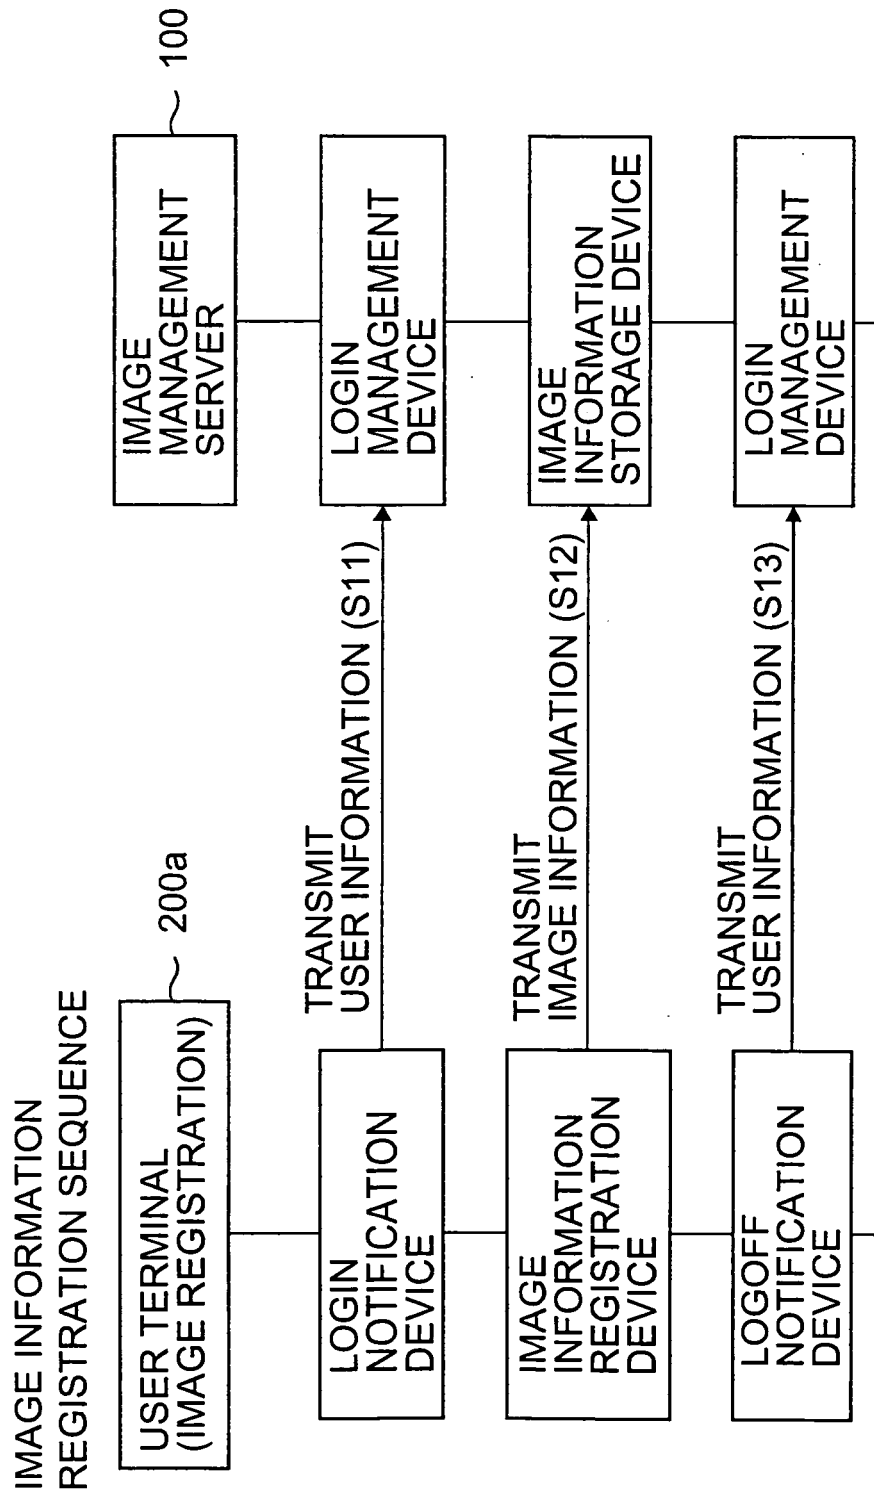 IMAGE INFORMATION
REGISTRATION SEQUENCE
USER TERMINAL
(IMAGE REGISTRATION)
200a
IMAGE
MANAGEMENT
SERVER
100
LOGIN
NOTIFICATION
DEVICE
TRANSMIT
USER INFORMATION (S11)
LOGIN
MANAGEMENT
DEVICE
IMAGE
INFORMATION
REGISTRATION
DEVICE
TRANSMIT
IMAGE INFORMATION (S12)
IMAGE
INFORMATION
STORAGE DEVICE
LOGOFF
NOTIFICATION
DEVICE
TRANSMIT
USER INFORMATION (S13)
LOGIN
MANAGEMENT
DEVICE